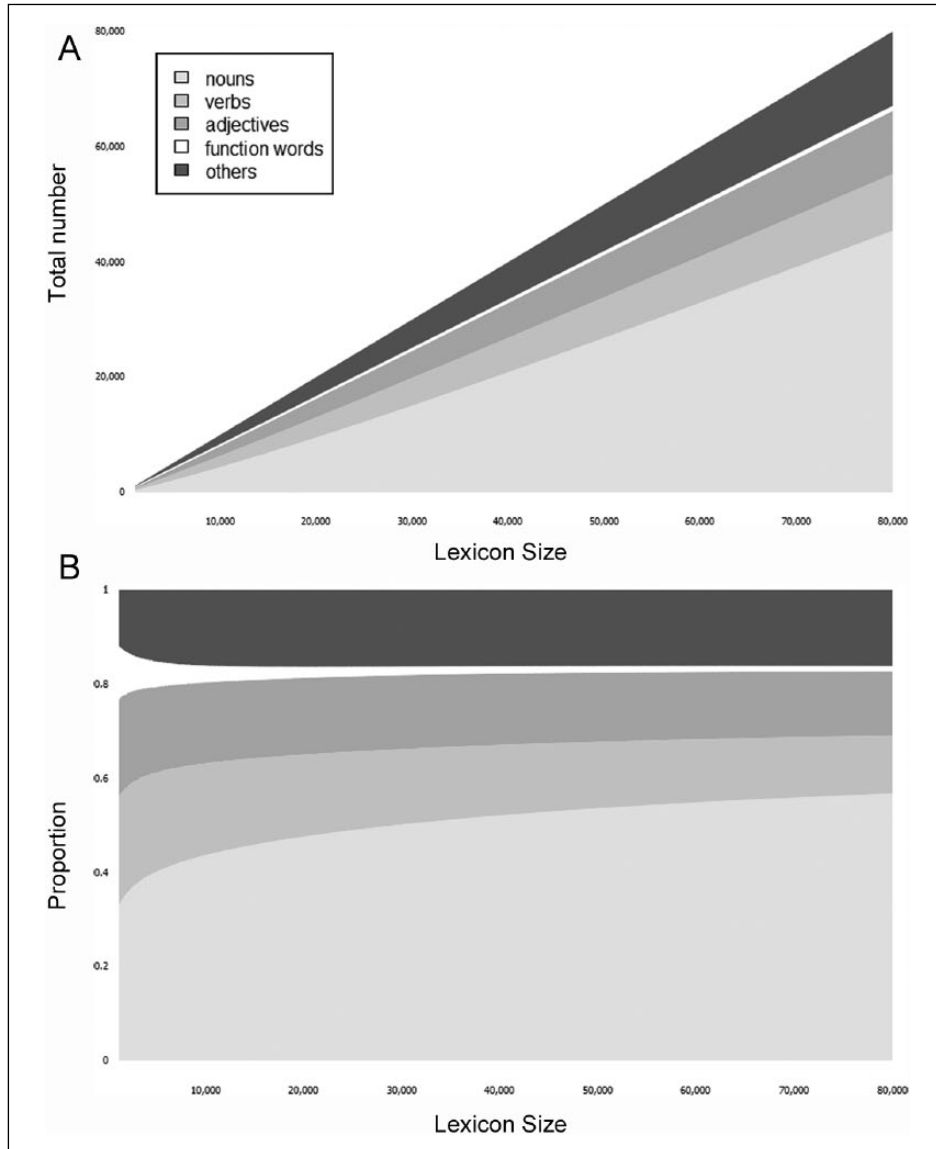 A
80,000
nouns
verbs
adjectives
function words
others
60,000
Total number
40,000
20,000
0
10,000 20,000 30,000 40,000 50,000 60,000 70,000 80,000
Lexicon Size
B
1
0.8
0.6
Proportion
0.4
0.2
0
10,000 20,000 30,000 40,000 50,000 60,000 70,000 80,000
Lexicon Size